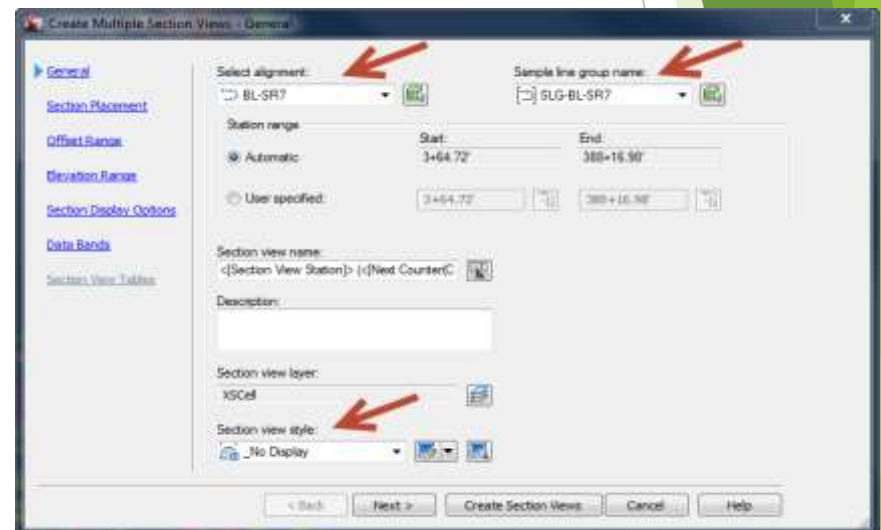 Create Multiple Section Views - General
General
Section Placement
Offset Range
Elevation Range
Section Display Options
Data Bands
Section View Tables
Select alignment:
BL-SR7
Sample line group name:
SLG-BL-SR7
Station range
Start:
End:
Automatic
3+64.72'
388+16.98'
User specified:
3+64.72'
388+16.98'
Section view name:
<[Section View Station]> (<[Next Counter(C
Description:
Section view layer:
XSCell
Section view style:
_No Display
< Back
Next >
Create Section Views
Cancel
Help